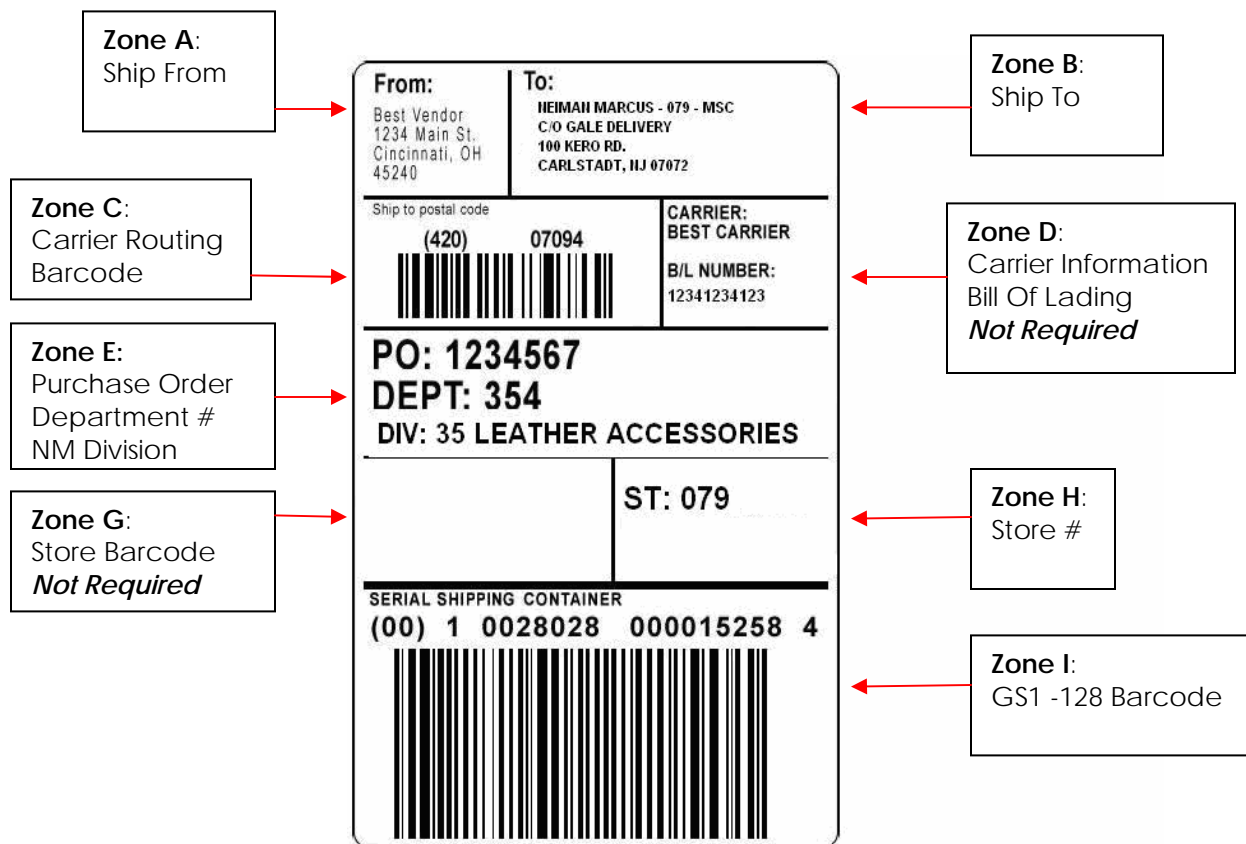 Zone A:
Ship From
Zone B:
Ship To
From:
Best Vendor
1234 Main St.
Cincinnati, OH
45240
To:
NEIMAN MARCUS - 079 - MSC
C/O GALE DELIVERY
100 KERO RD.
CARLSTADT, NJ 07072
Zone C:
Carrier Routing
Barcode
Ship to postal code
(420) 07094
CARRIER:
BEST CARRIER
B/L NUMBER:
12341234123
Zone D:
Carrier Information
Bill Of Lading
Not Required
Zone E:
Purchase Order
Department #
NM Division
PO: 1234567
DEPT: 354
DIV: 35 LEATHER ACCESSORIES
Zone G:
Store Barcode
Not Required
ST: 079
Zone H:
Store #
SERIAL SHIPPING CONTAINER
(00) 1 0028028 000015258 4
Zone I:
GS1 -128 Barcode